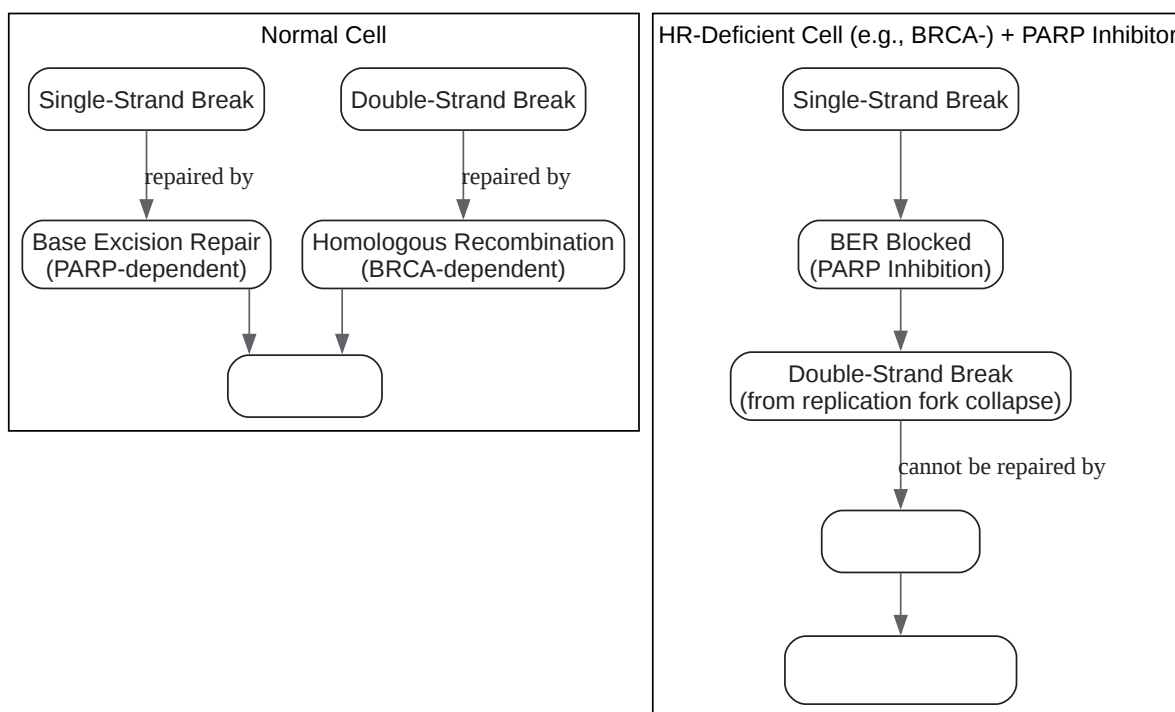 Normal Cell
Single-Strand Break
Double-Strand Break
repaired by
repaired by
Base Excision Repair
(PARP-dependent)
Homologous Recombination
(BRCA-dependent)
HR-Deficient Cell (e.g., BRCA-) + PARP Inhibitor
Single-Strand Break
BER Blocked
(PARP Inhibition)
Double-Strand Break
(from replication fork collapse)
cannot be repaired by